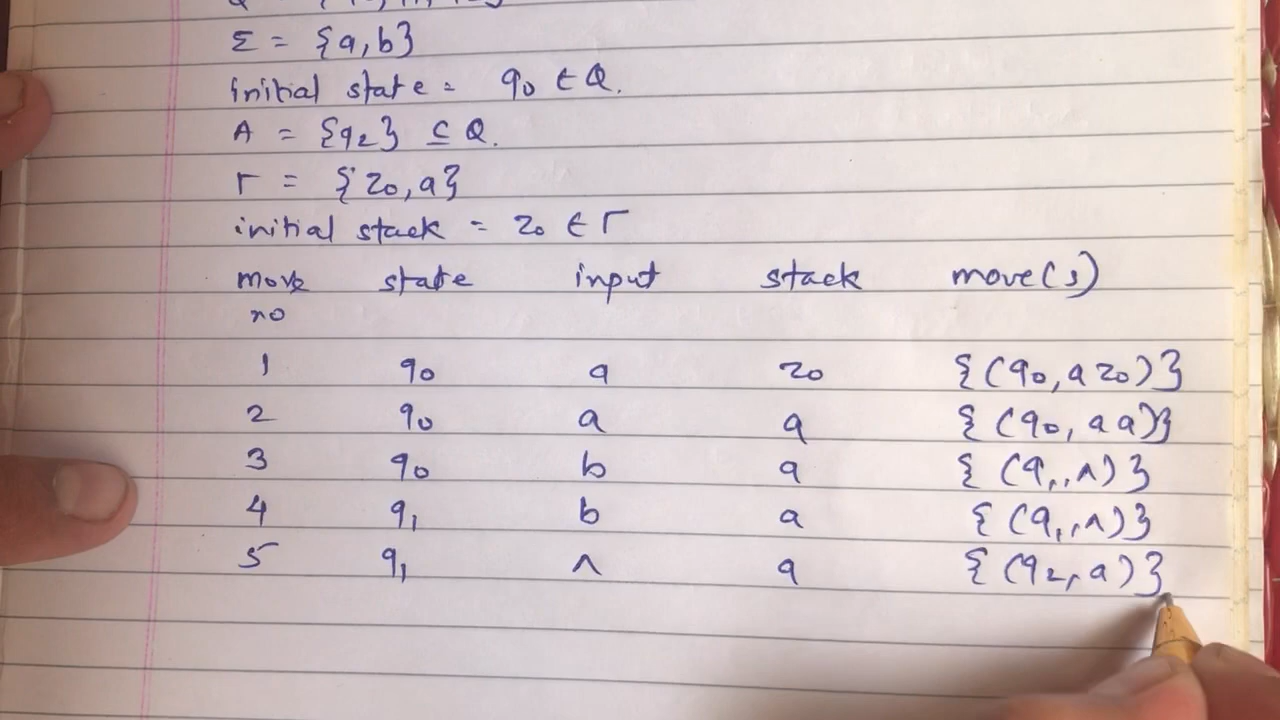 Σ = {a, b}
initial state = q0 ∈ Q.
A = {q2} ⊆ Q.
Γ = {z0, a}
initial stack = z0 ∈ Γ
move state input stack move(s)
no
1 q0 a z0 {(q0, a z0)}
2 q0 a a {(q0, aa)}
3 q0 b a {(q1, ∧)}
4 q1 b a {(q1, ∧)}
5 q1 ∧ a {(q2, a)}